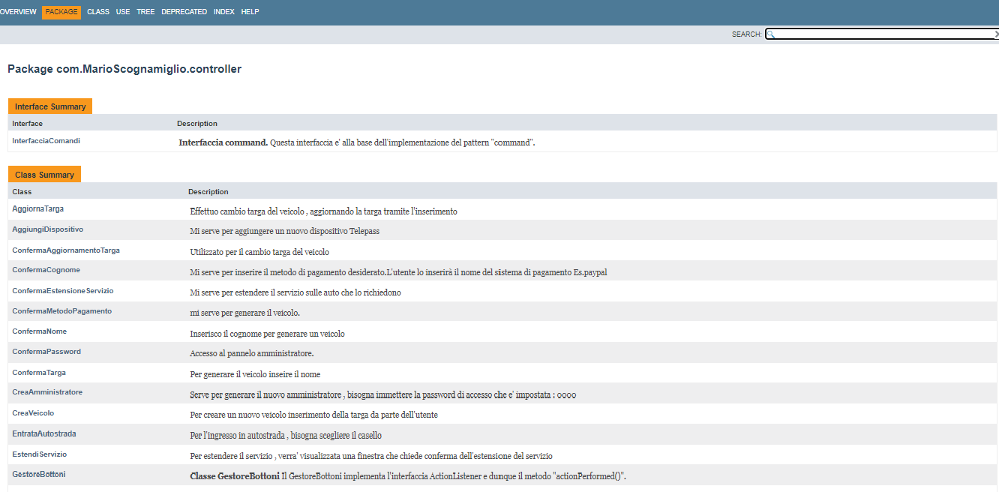 OVERVIEW PACKAGE CLASS USE TREE DEPRECATED INDEX HELP
SEARCH:
Package com.MarioScognamiglio.controller
Interface Summary
Interface Description
InterfacciaComandi Interfaccia command. Questa interfaccia e' alla base dell'implementazione del pattern "command".
Class Summary
Class Description
AggiornaTarga Effettuo cambio targa del veicolo , aggiornando la targa tramite l'inserimento
AggiungiDispositivo Mi serve per aggiungere un nuovo dispositivo Telepass
ConfermaAggiornamentoTarga Utilizzato per il cambio targa del veicolo
ConfermaCognome Mi serve per inserire il metodo di pagamento desiderato.L'utente lo inserirà il nome del sistema di pagamento Es.paypal
ConfermaEstensioneServizio Mi serve per estendere il servizio sulle auto che lo richiedono
ConfermaMetodoPagamento mi serve per generare il veicolo.
ConfermaNome Inserisco il cognome per generare un veicolo
ConfermaPassword Accesso al pannelo amministratore.
ConfermaTarga Per generare il veicolo inseire il nome
CreaAmministratore Serve per generare il nuovo amministratore , bisogna immettere la password di accesso che e' impostata : 0000
CreaVeicolo Per creare un nuovo veicolo inserimento della targa da parte dell'utente
EntrataAutostrada Per l'ingresso in autostrada , bisogna scegliere il casello
EstendiServizio Per estendere il servizio , verra' visualizzata una finestra che chiede conferma dell'estensione del servizio
GestoreBottoni Classe GestoreBottoni Il GestoreBottoni implementa l'interfaccia ActionListener e dunque il metodo "actionPerformed()".